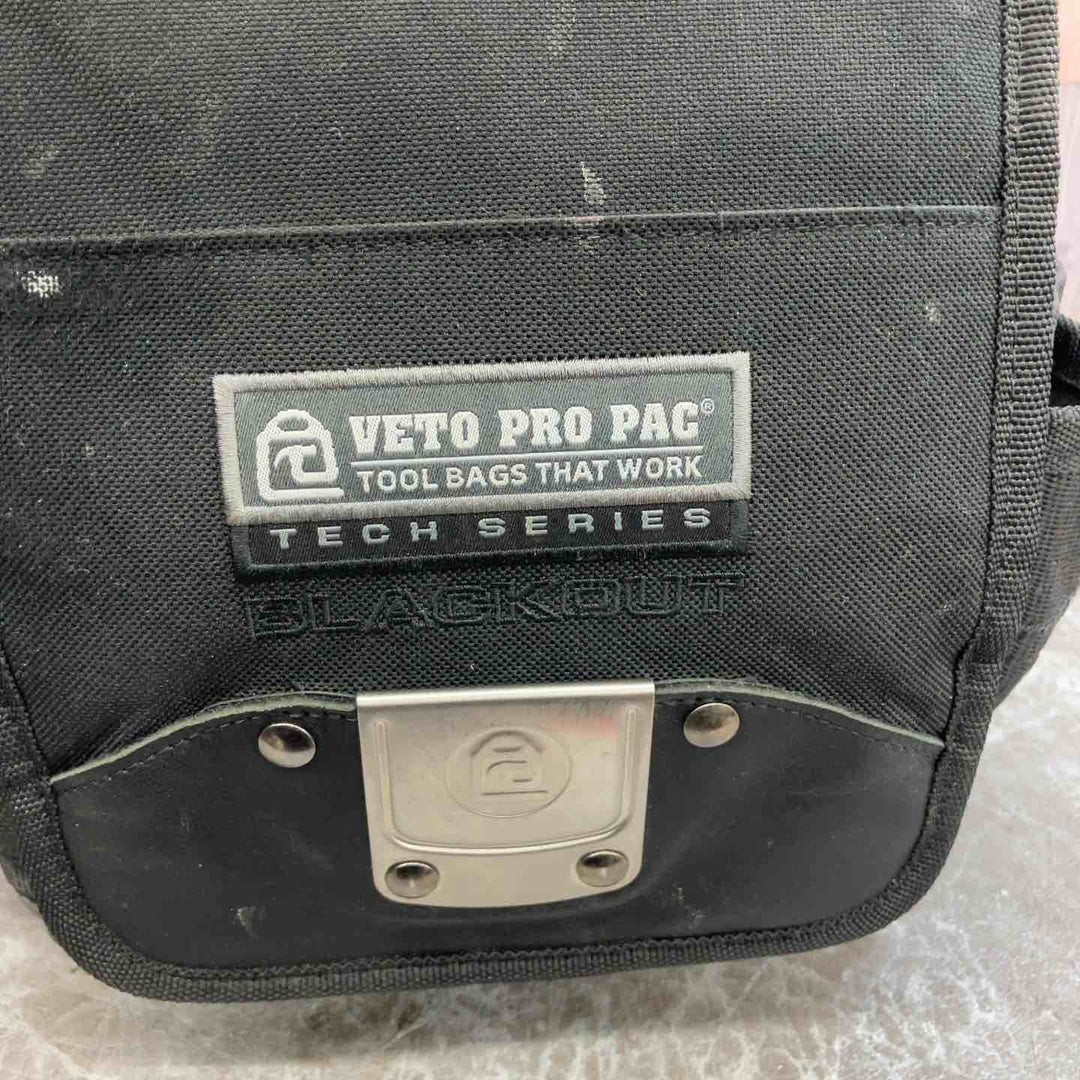 VETO PRO PAC®
TOOL BAGS THAT WORK
TECH SERIES
BLACKOUT